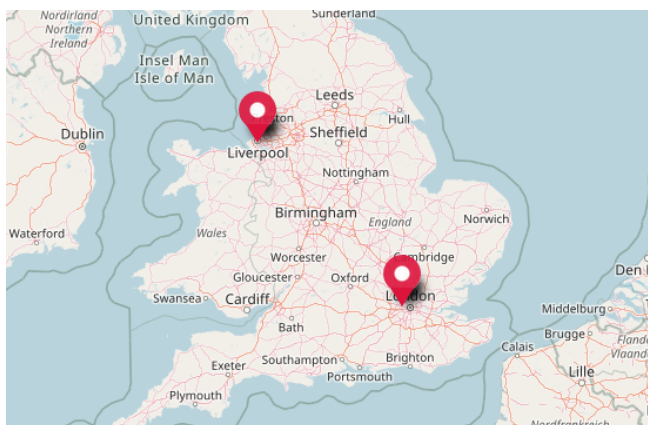 United Kingdom
Sunderland
Nordirland
Northern
Ireland
Insel Man
Isle of Man
Leeds
Hull
Dublin
Sheffield
Liverpool
Nottingham
Birmingham
England
Norwich
Wales
Waterford
Worcester
Cambridge
Gloucester
Oxford
Swansea
Cardiff
London
Middelburg
Bath
Brugge
Calais
Southampton
Brighton
Exeter
Portsmouth
Lille
Plymouth
Nordfrankreich